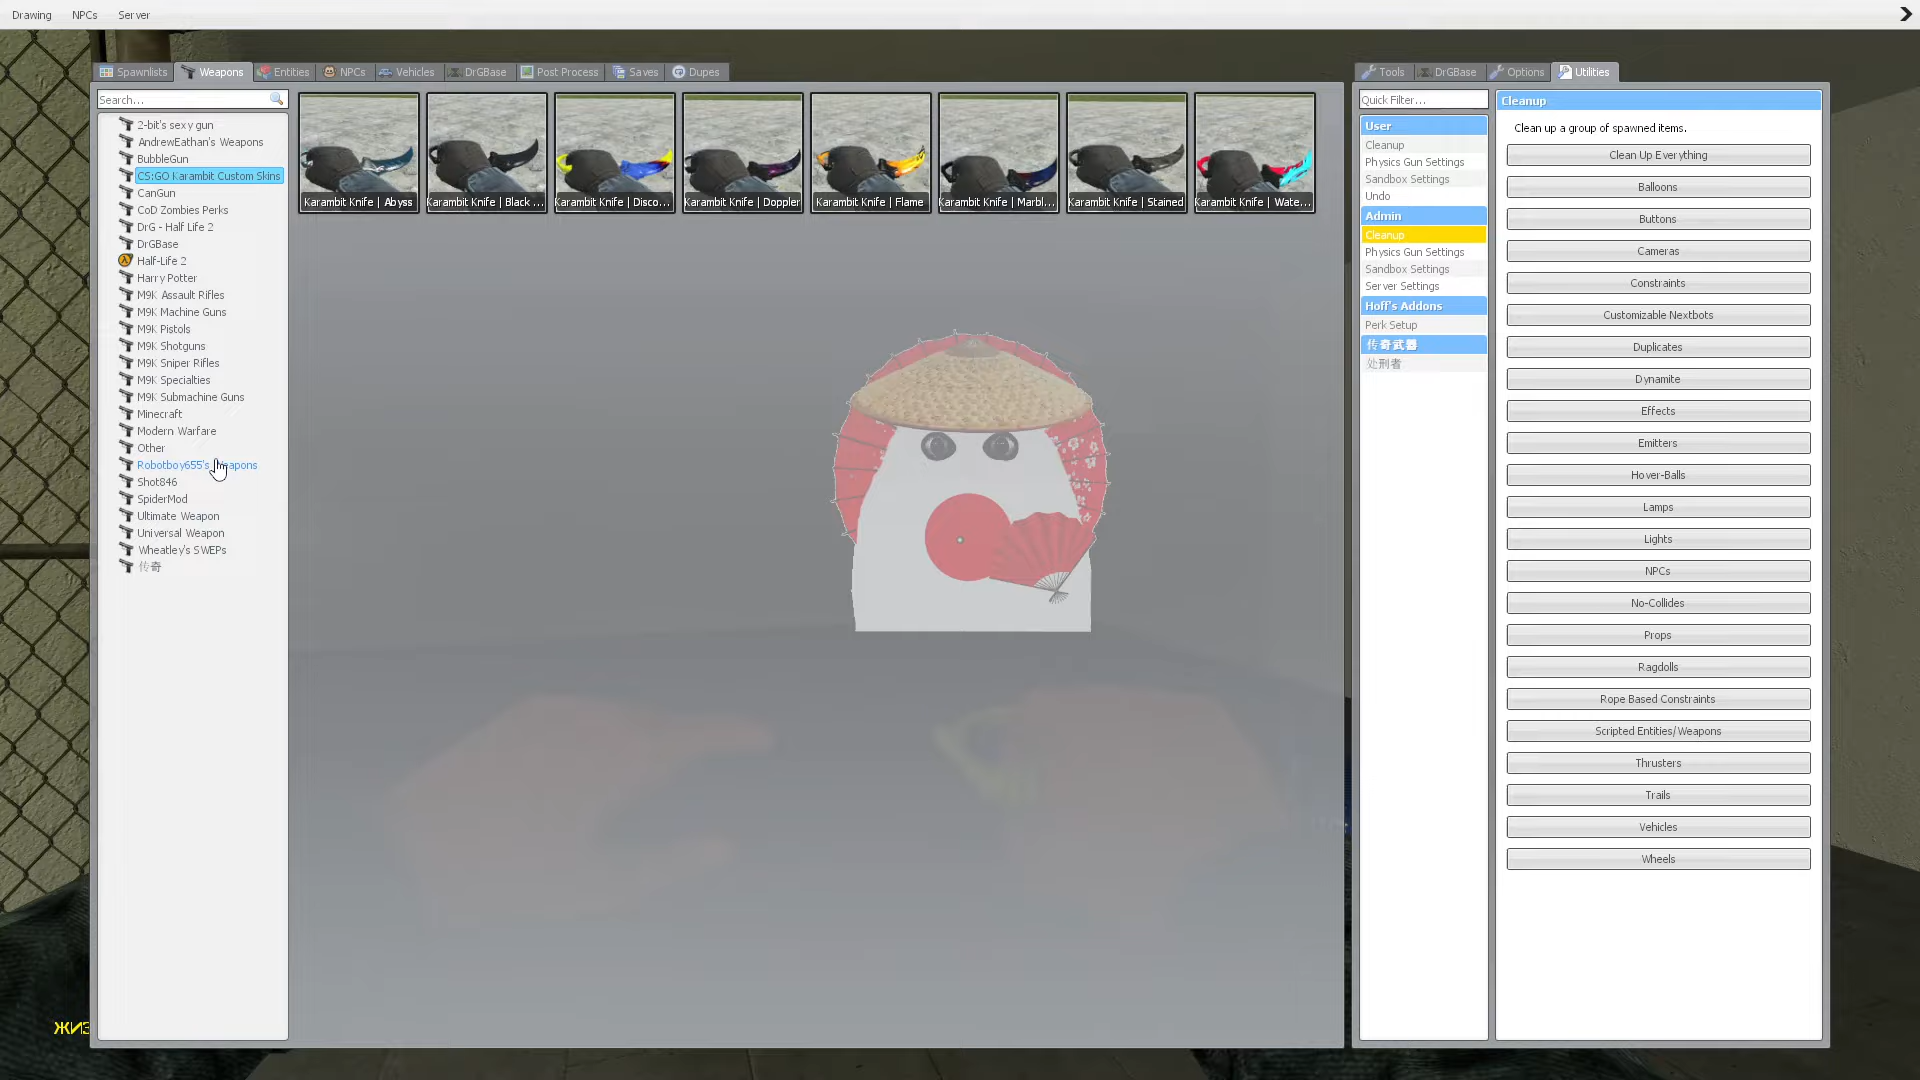 Drawing NPCs Server
Spawnlists Weapons Entities NPCs Vehicles DrGBase Post Process Saves Dupes
Search...
2-bit's sexy gun
AndrewEathan's Weapons
BubbleGun
CS:GO Karambit Custom Skins
CanGun
CoD Zombies Perks
DrG - Half Life 2
DrGBase
Half-Life 2
Harry Potter
M9K Assault Rifles
M9K Machine Guns
M9K Pistols
M9K Shotguns
M9K Sniper Rifles
M9K Specialties
M9K Submachine Guns
Minecraft
Modern Warfare
Other
Robotboy655's Weapons
Shot846
SpiderMod
Ultimate Weapon
Universal Weapon
Wheatley's SWEPs
传奇
Karambit Knife | Abyss
Karambit Knife | Black ...
Karambit Knife | Disco...
Karambit Knife | Doppler
Karambit Knife | Flame
Karambit Knife | Marbl...
Karambit Knife | Stained
Karambit Knife | Wate...
Tools DrGBase Options Utilities
Quick Filter...
User
Cleanup
Physics Gun Settings
Sandbox Settings
Undo
Admin
Cleanup
Physics Gun Settings
Sandbox Settings
Server Settings
Hoff's Addons
Perk Setup
传奇武器
处刑者
Cleanup
Clean up a group of spawned items.
Clean Up Everything
Balloons
Buttons
Cameras
Constraints
Customizable Nextbots
Duplicates
Dynamite
Effects
Emitters
Hover-Balls
Lamps
Lights
NPCs
No-Collides
Props
Ragdolls
Rope Based Constraints
Scripted Entities/Weapons
Thrusters
Trails
Vehicles
Wheels